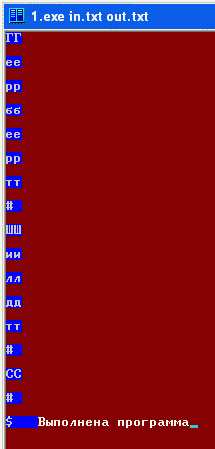 1.exe in.txt out.txt
ГГ
ее
рр
бб
ее
рр
тт
#
шш
ии
лл
дд
тт
#
СС
#
$ Выполнена программа_